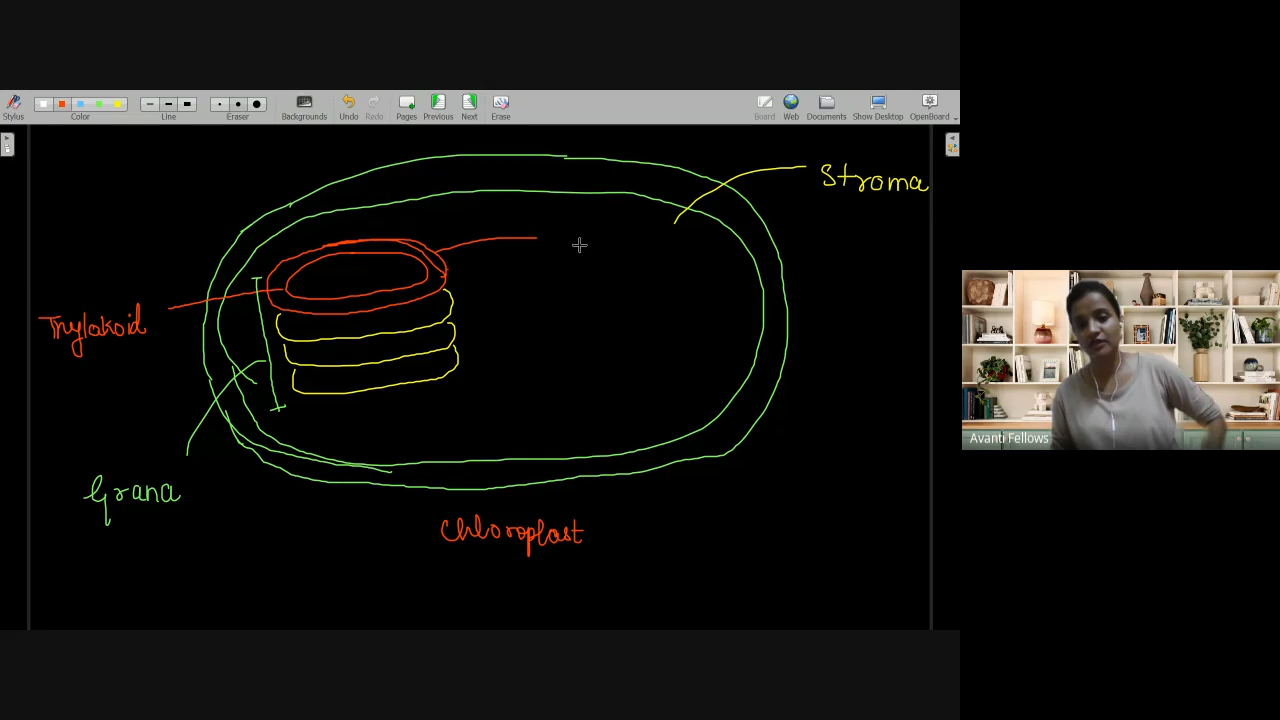 Stylus
Color
Line
Eraser
Backgrounds
Undo
Redo
Pages
Previous
Next
Erase
Board
Web
Documents
Show Desktop
OpenBoard
Stroma
Thylakoid
Grana
Chloroplast
Avanti Fellows